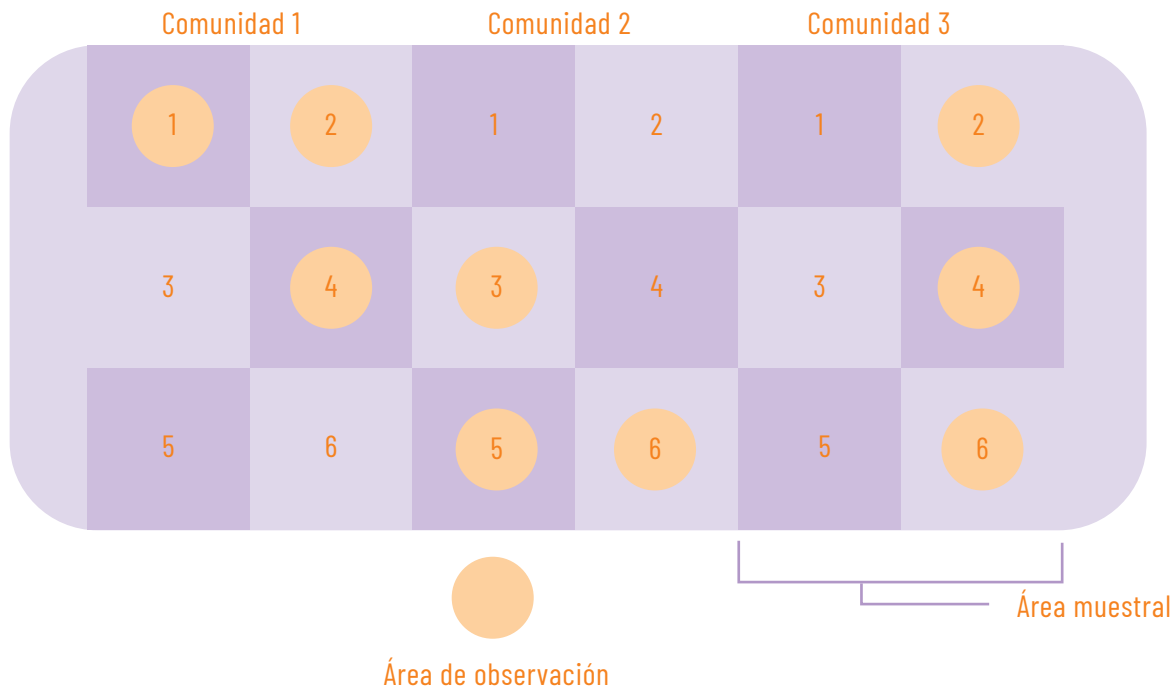 Comunidad 1 Comunidad 2 Comunidad 3
1 2 1 2 1 2
3 4 3 4 3 4
5 6 5 6 5 6
Área muestral
Área de observación